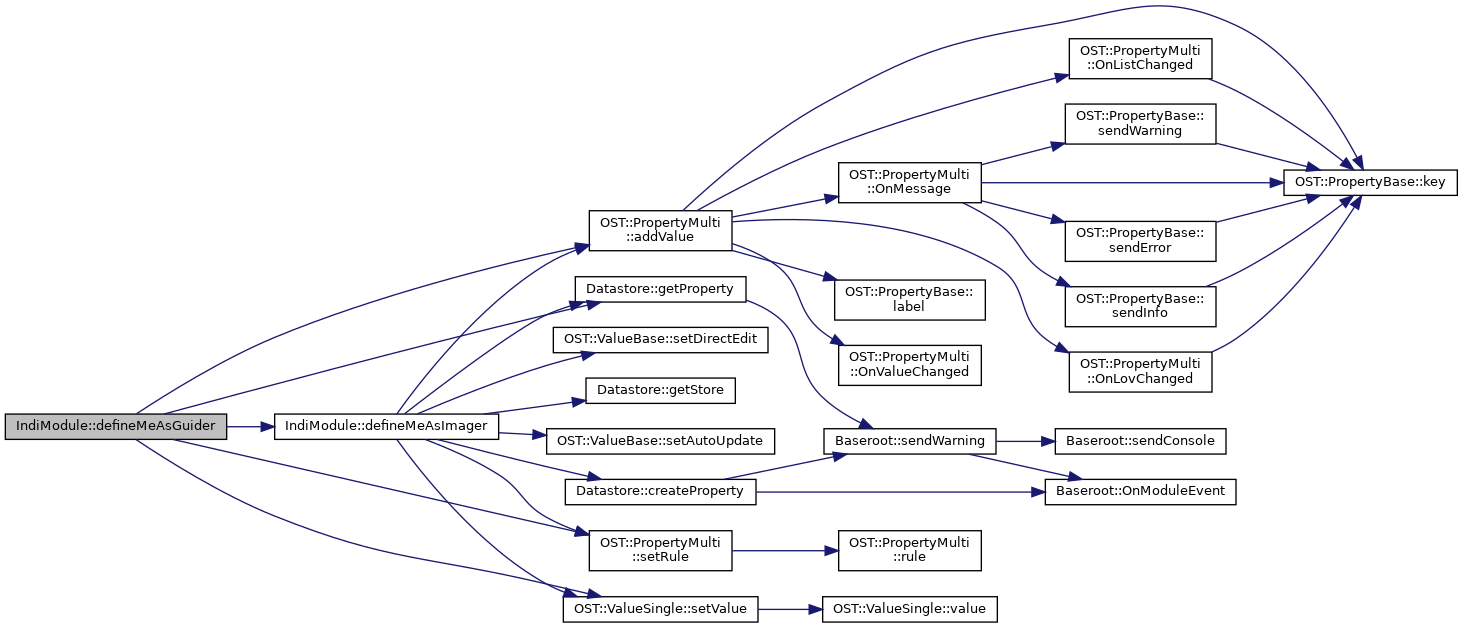 IndiModule::defineMeAsGuider
IndiModule::defineMeAsImager
OST::PropertyMulti
::addValue
Datastore::getProperty
OST::ValueBase::setDirectEdit
Datastore::getStore
OST::ValueBase::setAutoUpdate
Datastore::createProperty
OST::PropertyMulti
::setRule
OST::ValueSingle::setValue
OST::PropertyMulti
::OnMessage
OST::PropertyBase::
label
OST::PropertyMulti
::OnValueChanged
Baseroot::sendWarning
OST::PropertyMulti
::rule
OST::ValueSingle::value
OST::PropertyMulti
::OnListChanged
OST::PropertyBase::
sendWarning
OST::PropertyBase::
sendError
OST::PropertyBase::
sendInfo
OST::PropertyMulti
::OnLovChanged
Baseroot::sendConsole
Baseroot::OnModuleEvent
OST::PropertyBase::key